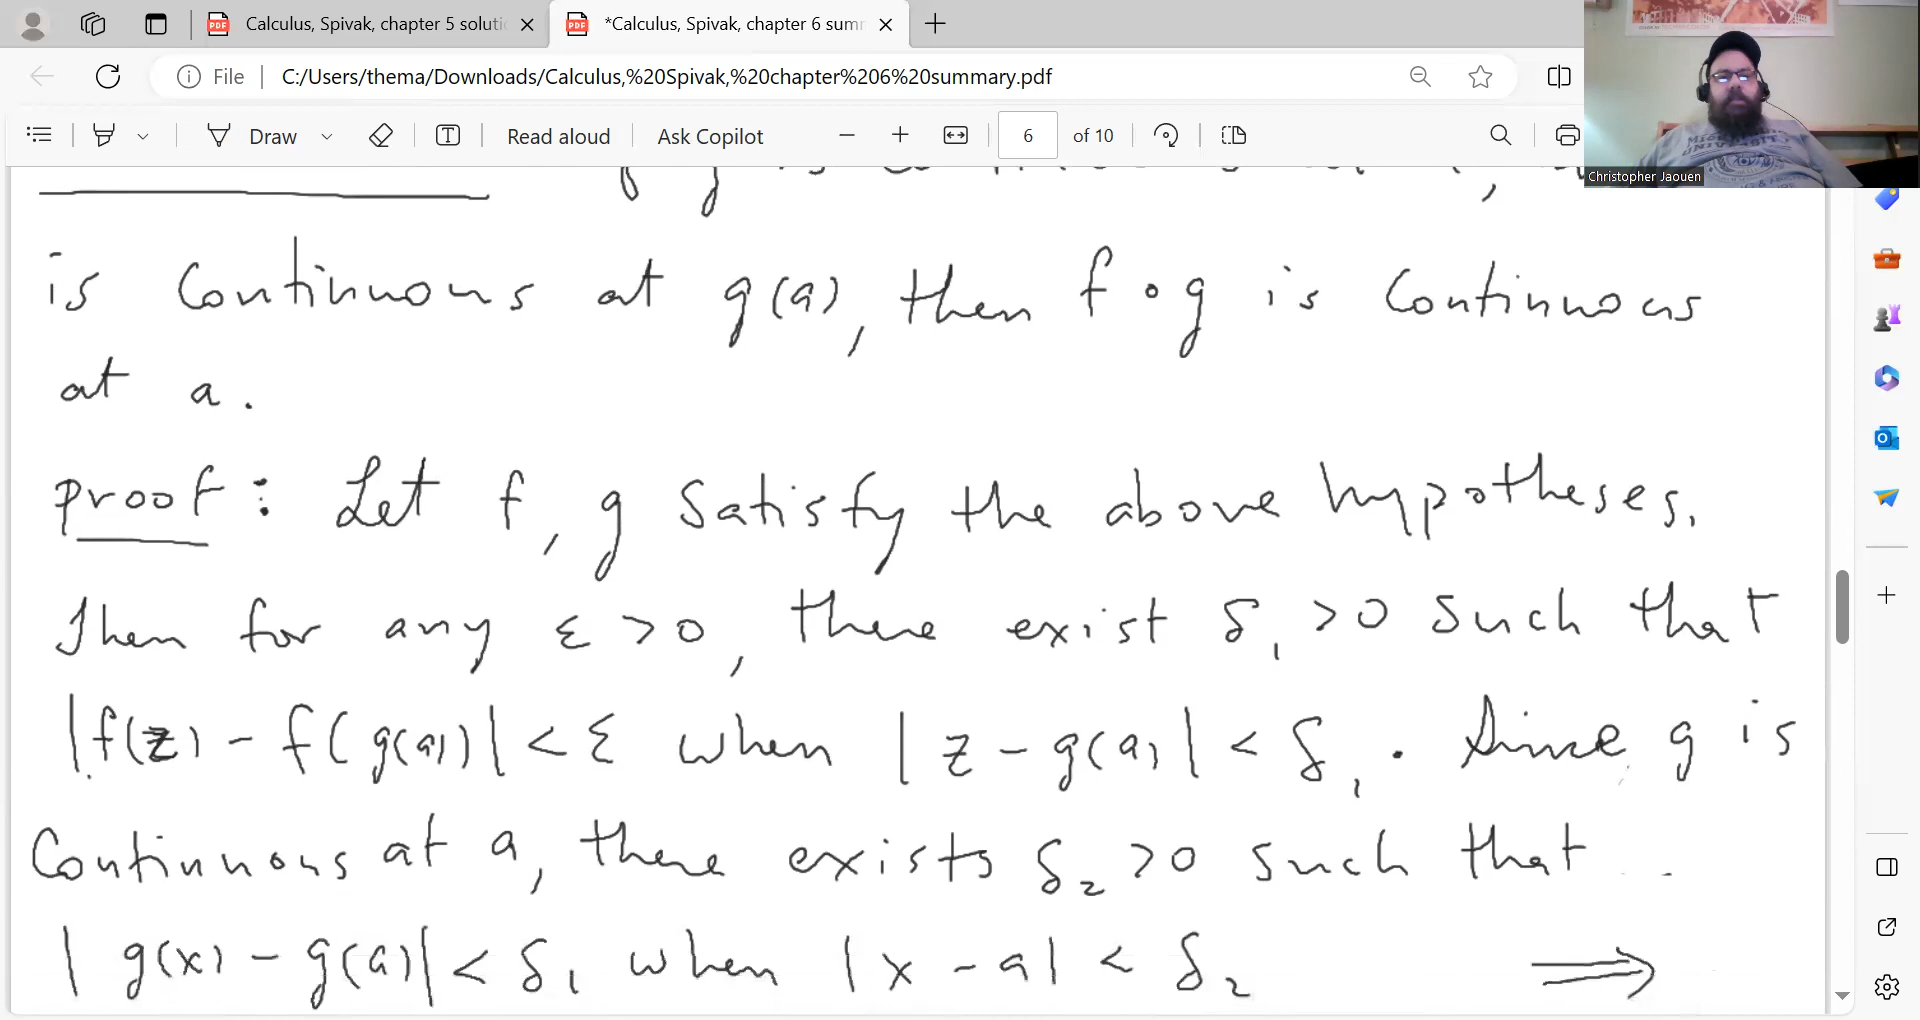 Calculus, Spivak, chapter 5 soluti
*Calculus, Spivak, chapter 6 sum
File
C:/Users/thema/Downloads/Calculus,%20Spivak,%20chapter%206%20summary.pdf
Draw
Read aloud
Ask Copilot
6
of 10
MICHIGAN
UNIVERSITY
Christopher Jaouen
is continuous at g(a), then f∘g is continuous
at a.
Proof: Let f, g satisfy the above hypotheses.
Then for any ε>0, there exist δ₁>0 such that
|f(z) - f(g(a))| < ε when |z - g(a)| < δ₁. Since g is
continuous at a, there exists δ₂>0 such that
|g(x) - g(a)| < δ₁ when |x - a| < δ₂ ⟹